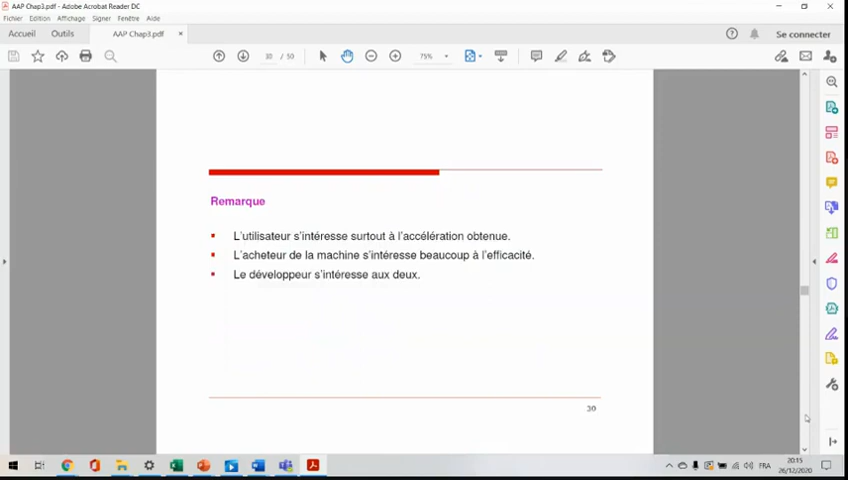 AAP Chap3.pdf - Adobe Acrobat Reader DC
Fichier Edition Affichage Signer Fenêtre Aide
Accueil Outils AAP Chap3.pdf × Se connecter
30 / 50 75%
Remarque
L'utilisateur s'intéresse surtout à l'accélération obtenue.
L'acheteur de la machine s'intéresse beaucoup à l'efficacité.
Le développeur s'intéresse aux deux.
30
FRA 20:15
26/12/2020